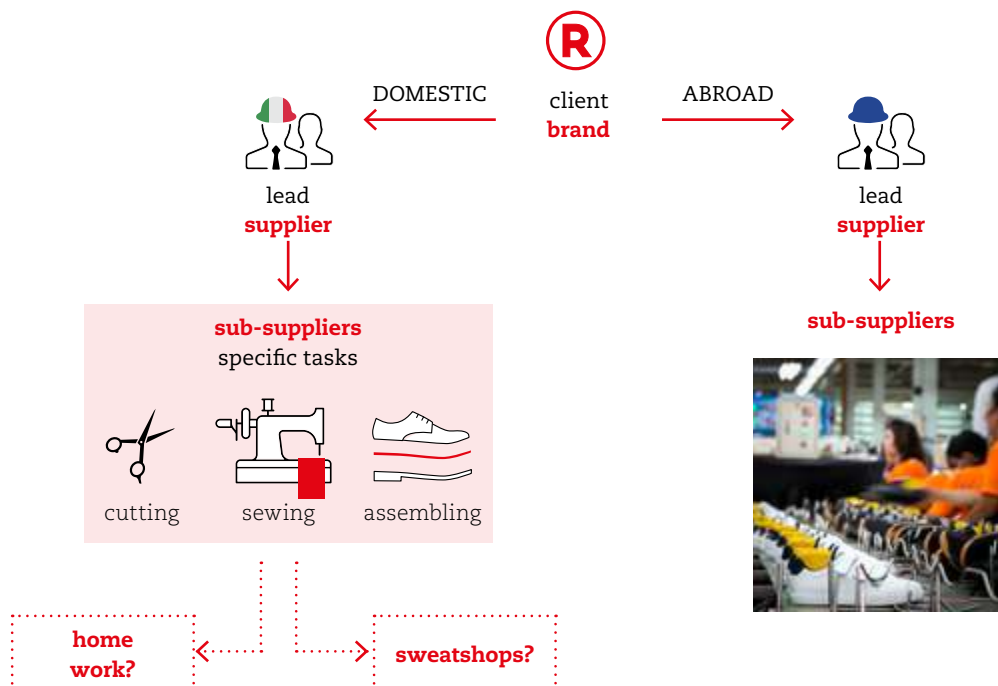 R
DOMESTIC
client
brand
ABROAD
lead
supplier
lead
supplier
sub-suppliers
specific tasks
cutting
sewing
assembling
sub-suppliers
home
work?
sweatshops?